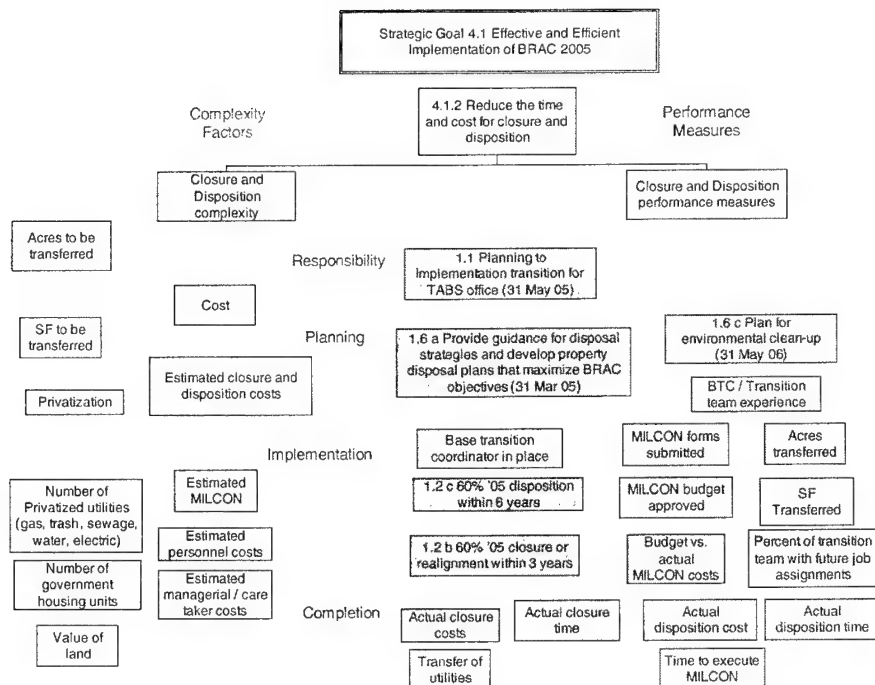 Strategic Goal 4.1 Effective and Efficient
Implementation of BRAC 2005
Complexity
Factors
4.1.2 Reduce the time
and cost for closure and
disposition
Performance
Measures
Closure and
Disposition
complexity
Closure and Disposition
performance measures
Acres to be
transferred
Responsibility
1.1 Planning to
Implementation transition for
TABS office (31 May 05)
Cost
SF to be
transferred
Planning
1.6 a Provide guidance for disposal
strategies and develop property
disposal plans that maximize BRAC
objectives (31 Mar 05)
1.6 c Plan for
environmental clean-up
(31 May 06)
Estimated closure and
disposition costs
Privatization
BTC / Transition
team experience
Implementation
Base transition
coordinator in place
MILCON forms
submitted
Acres
transferred
Number of
Privatized utilities
(gas, trash, sewage,
water, electric)
Estimated
MILCON
1.2 c 60% '05 disposition
within 6 years
MILCON budget
approved
SF
Transferred
Estimated
personnel costs
1.2 b 60% '05 closure or
realignment within 3 years
Budget vs.
actual
MILCON costs
Percent of transition
team with future job
assignments
Number of
government
housing units
Estimated
managerial / care
taker costs
Completion
Actual closure
costs
Actual closure
time
Actual
disposition cost
Actual
disposition time
Value of
land
Transfer of
utilities
Time to execute
MILCON